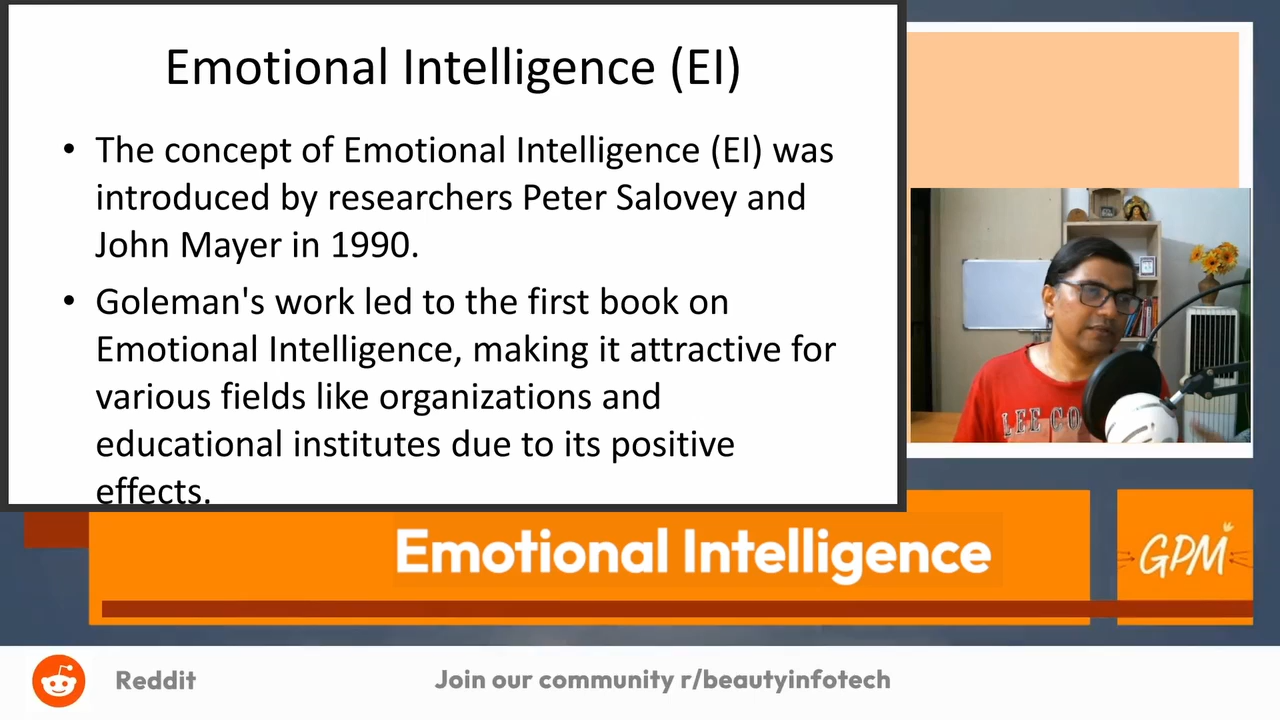 Emotional Intelligence (EI)
• The concept of Emotional Intelligence (EI) was
introduced by researchers Peter Salovey and
John Mayer in 1990.
• Goleman's work led to the first book on
Emotional Intelligence, making it attractive for
various fields like organizations and
educational institutes due to its positive
effects.
LEE CO
Emotional Intelligence
GPM
Reddit
Join our community r/beautyinfotech